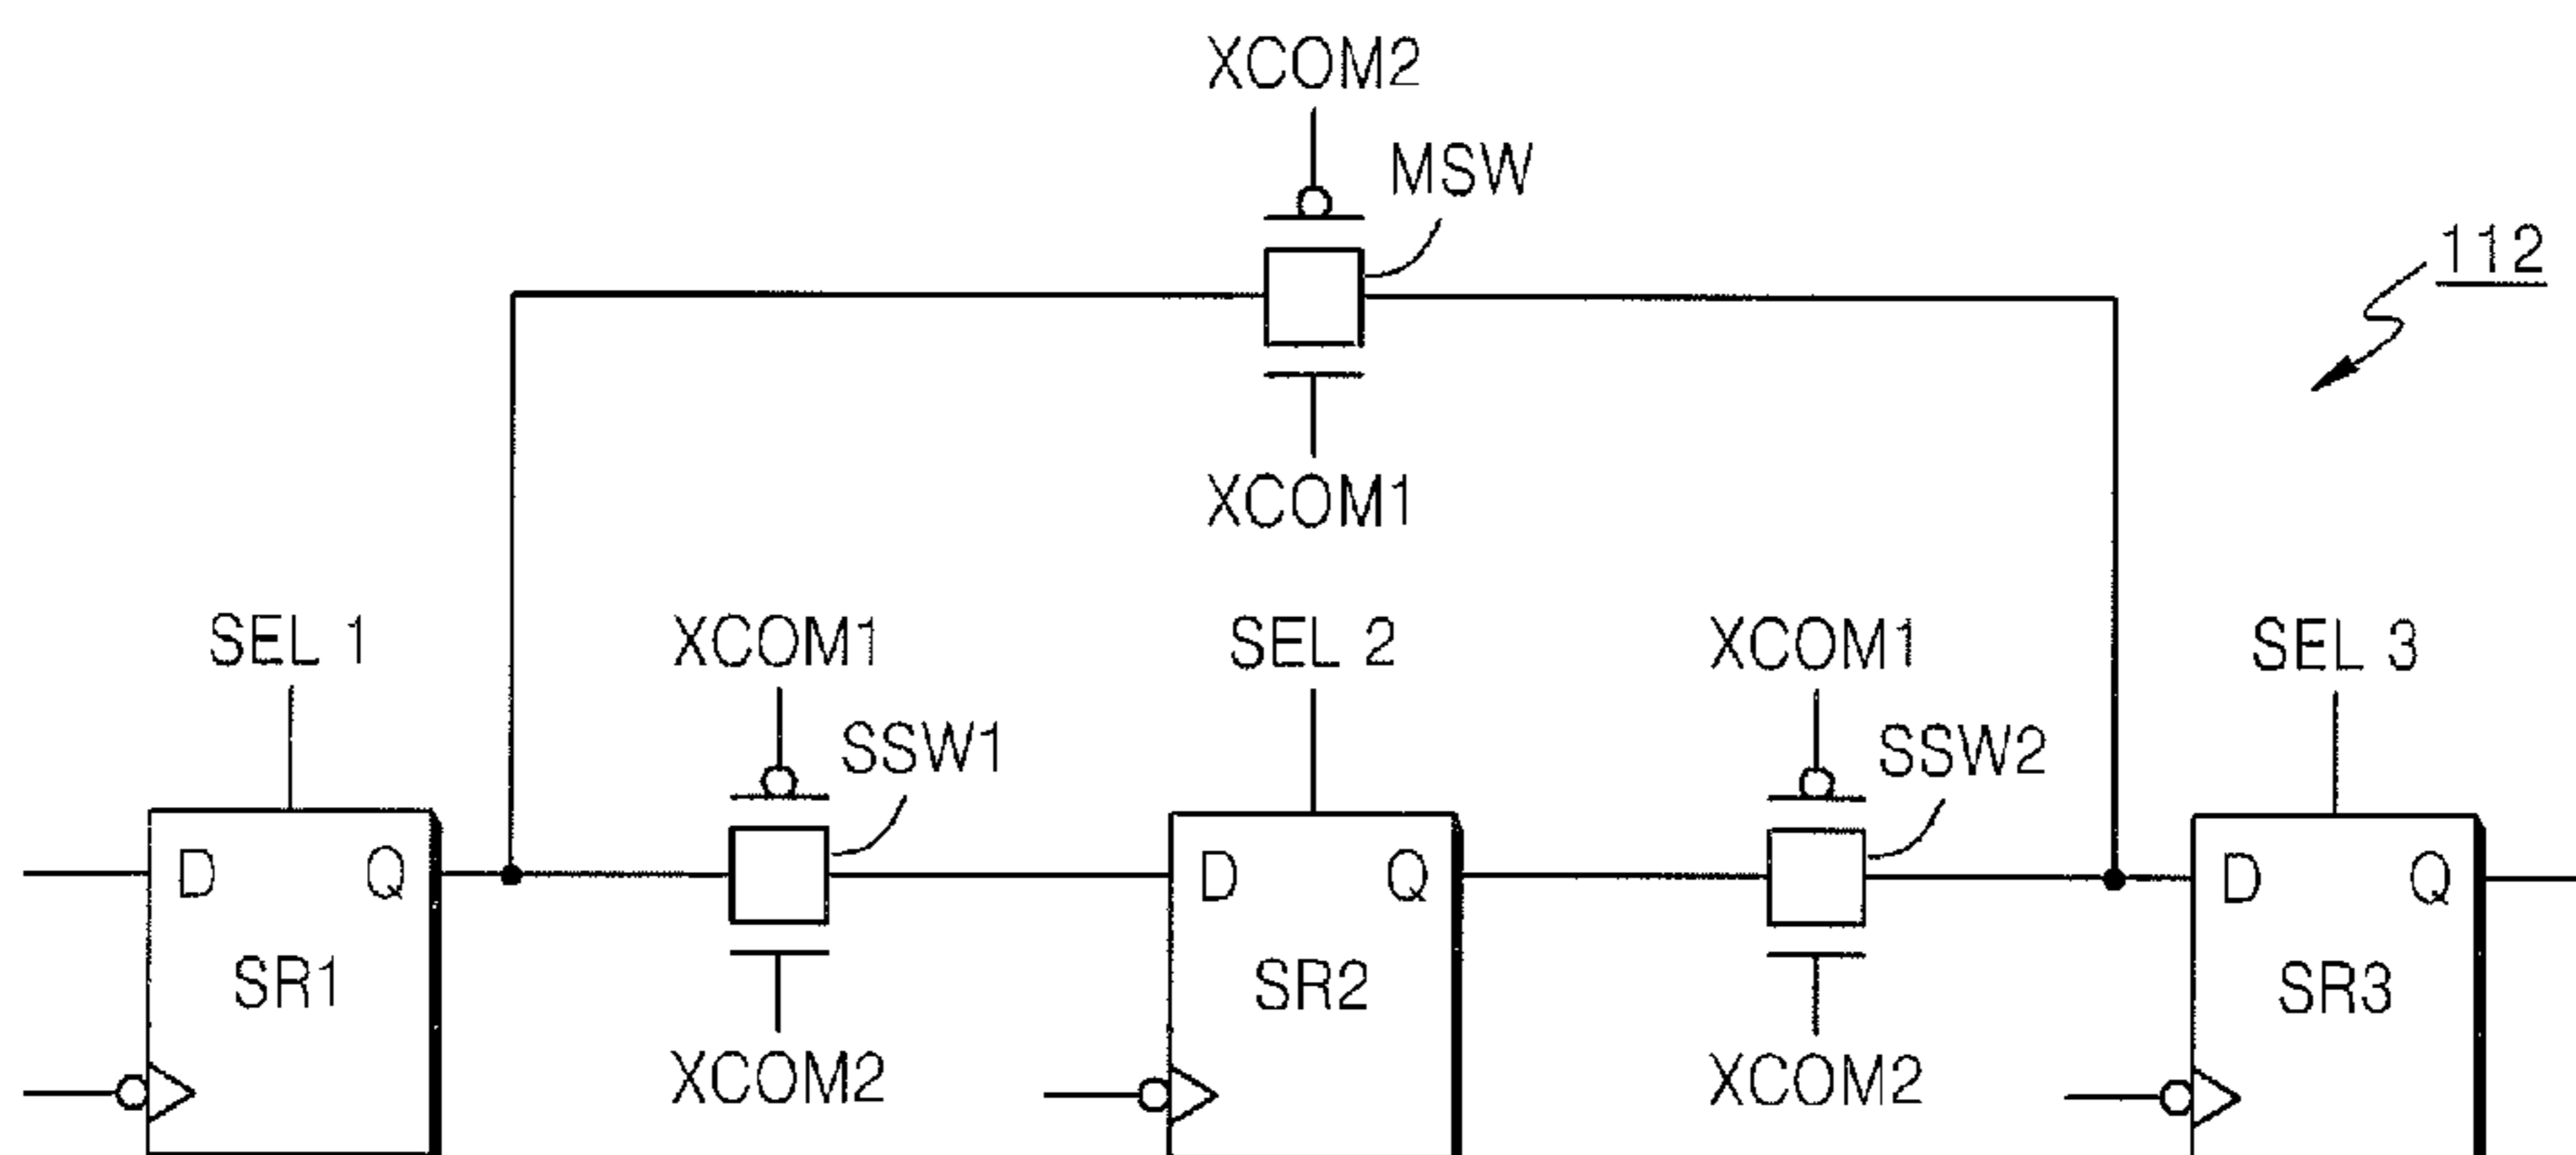 XCOM2
MSW
112
XCOM1
SEL 1
XCOM1
SEL 2
XCOM1
SEL 3
SSW1
SSW2
D Q
D Q
D Q
SR1
SR2
SR3
XCOM2
XCOM2